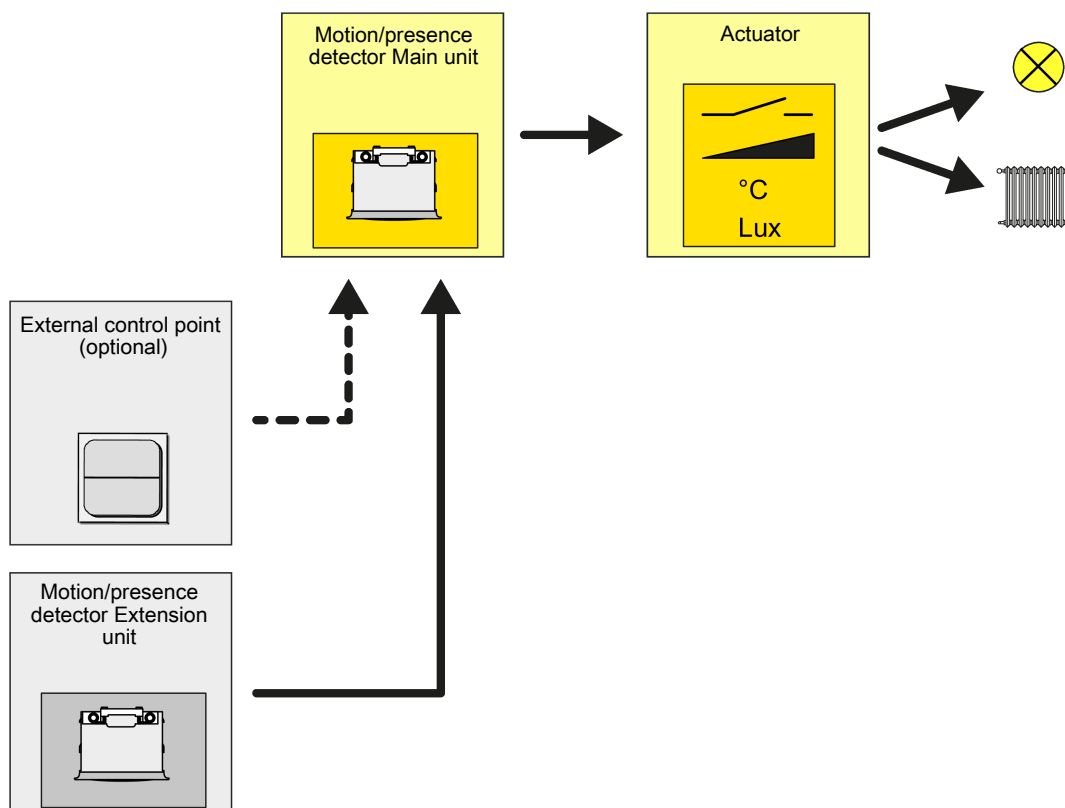 Motion/presence
detector Main unit
Actuator
°C
Lux
External control point
(optional)
Motion/presence
detector Extension
unit